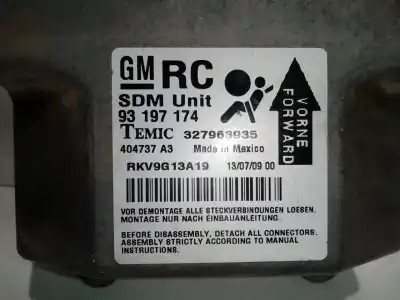 GM RC
SDM Unit
93 197 174
TEMIC 327963935
404737 A3 Made in Mexico
RKV9G13A19 13/07/09 00
VORNE
FORWARD
VOR DEMONTAGE ALLE STECKVERBINDUNGEN LOESEN.
MONTAGE NUR NACH EINBAUANLEITUNG.
BEFORE DISASSEMBLY, DETACH ALL CONNECTORS.
ASSEMBLY STRICTLY ACCORDING TO MANUAL
INSTRUCTIONS.